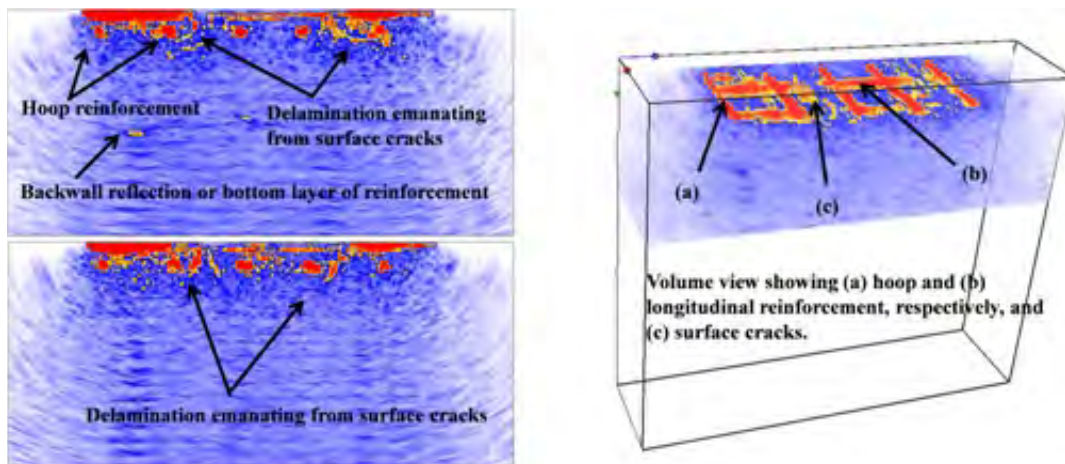 Hoop reinforcement
Delamination emanating
from surface cracks
Backwall reflection or bottom layer of reinforcement
Delamination emanating from surface cracks
(a)
(c)
(b)
Volume view showing (a) hoop and (b)
longitudinal reinforcement, respectively, and
(c) surface cracks.